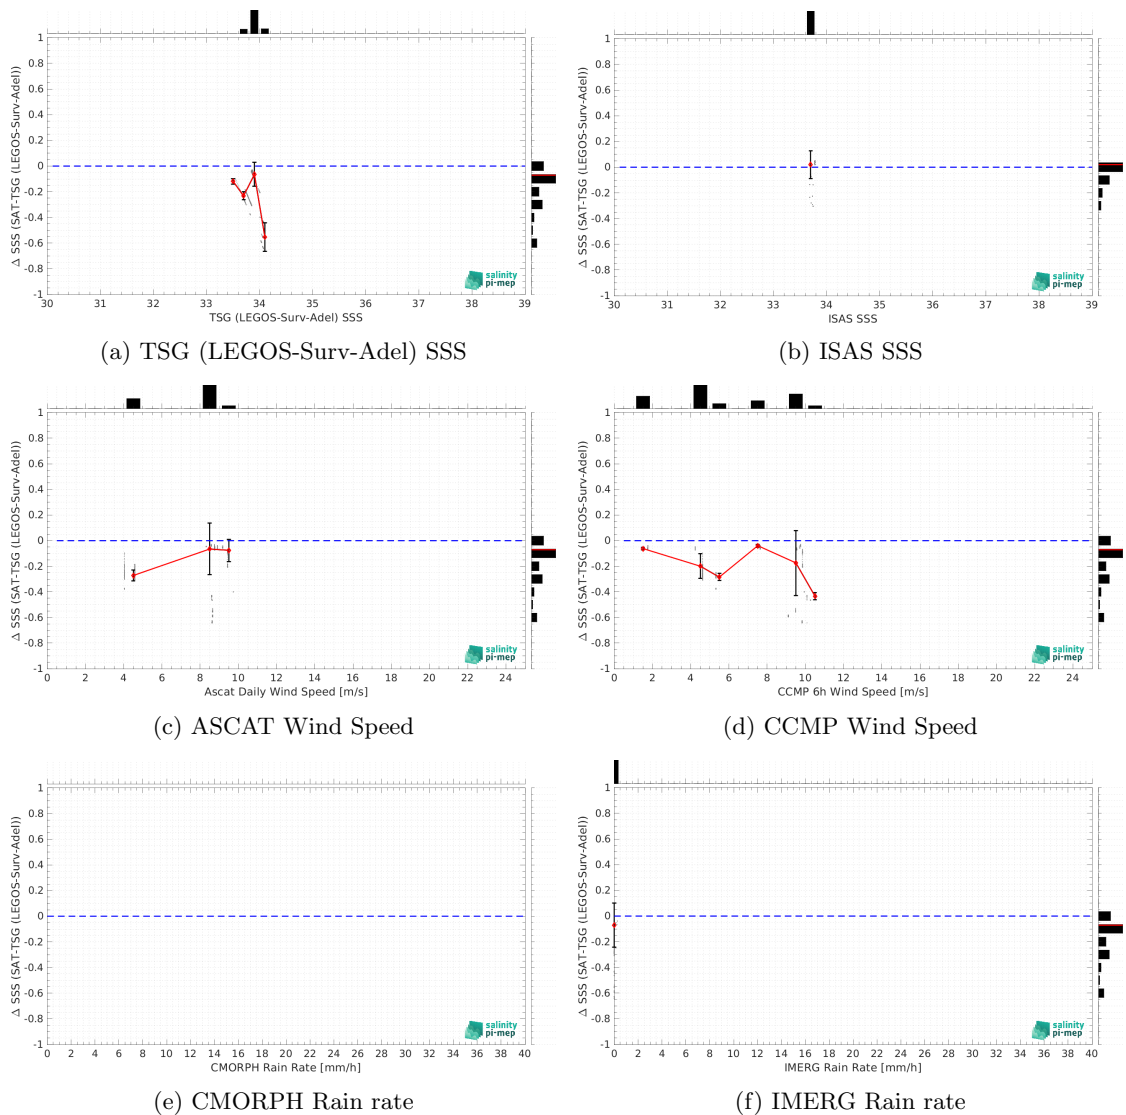 1
0.8
0.6
0.4
0.2
0
-0.2
-0.4
-0.6
-0.8
-1
Δ SSS (SAT-TSG (LEGOS-Surv-Adel))
30 31 32 33 34 35 36 37 38 39
TSG (LEGOS-Surv-Adel) SSS
salinity
pi-mep
(a) TSG (LEGOS-Surv-Adel) SSS
1
0.8
0.6
0.4
0.2
0
-0.2
-0.4
-0.6
-0.8
-1
Δ SSS (SAT-TSG (LEGOS-Surv-Adel))
30 31 32 33 34 35 36 37 38 39
ISAS SSS
salinity
pi-mep
(b) ISAS SSS
1
0.8
0.6
0.4
0.2
0
-0.2
-0.4
-0.6
-0.8
-1
Δ SSS (SAT-TSG (LEGOS-Surv-Adel))
0 2 4 6 8 10 12 14 16 18 20 22 24
Ascat Daily Wind Speed [m/s]
salinity
pi-mep
(c) ASCAT Wind Speed
1
0.8
0.6
0.4
0.2
0
-0.2
-0.4
-0.6
-0.8
-1
Δ SSS (SAT-TSG (LEGOS-Surv-Adel))
0 2 4 6 8 10 12 14 16 18 20 22 24
CCMP 6h Wind Speed [m/s]
salinity
pi-mep
(d) CCMP Wind Speed
1
0.8
0.6
0.4
0.2
0
-0.2
-0.4
-0.6
-0.8
-1
Δ SSS (SAT-TSG (LEGOS-Surv-Adel))
0 2 4 6 8 10 12 14 16 18 20 22 24 26 28 30 32 34 36 38 40
CMORPH Rain Rate [mm/h]
salinity
pi-mep
(e) CMORPH Rain rate
1
0.8
0.6
0.4
0.2
0
-0.2
-0.4
-0.6
-0.8
-1
Δ SSS (SAT-TSG (LEGOS-Surv-Adel))
0 2 4 6 8 10 12 14 16 18 20 22 24 26 28 30 32 34 36 38 40
IMERG Rain Rate [mm/h]
salinity
pi-mep
(f) IMERG Rain rate